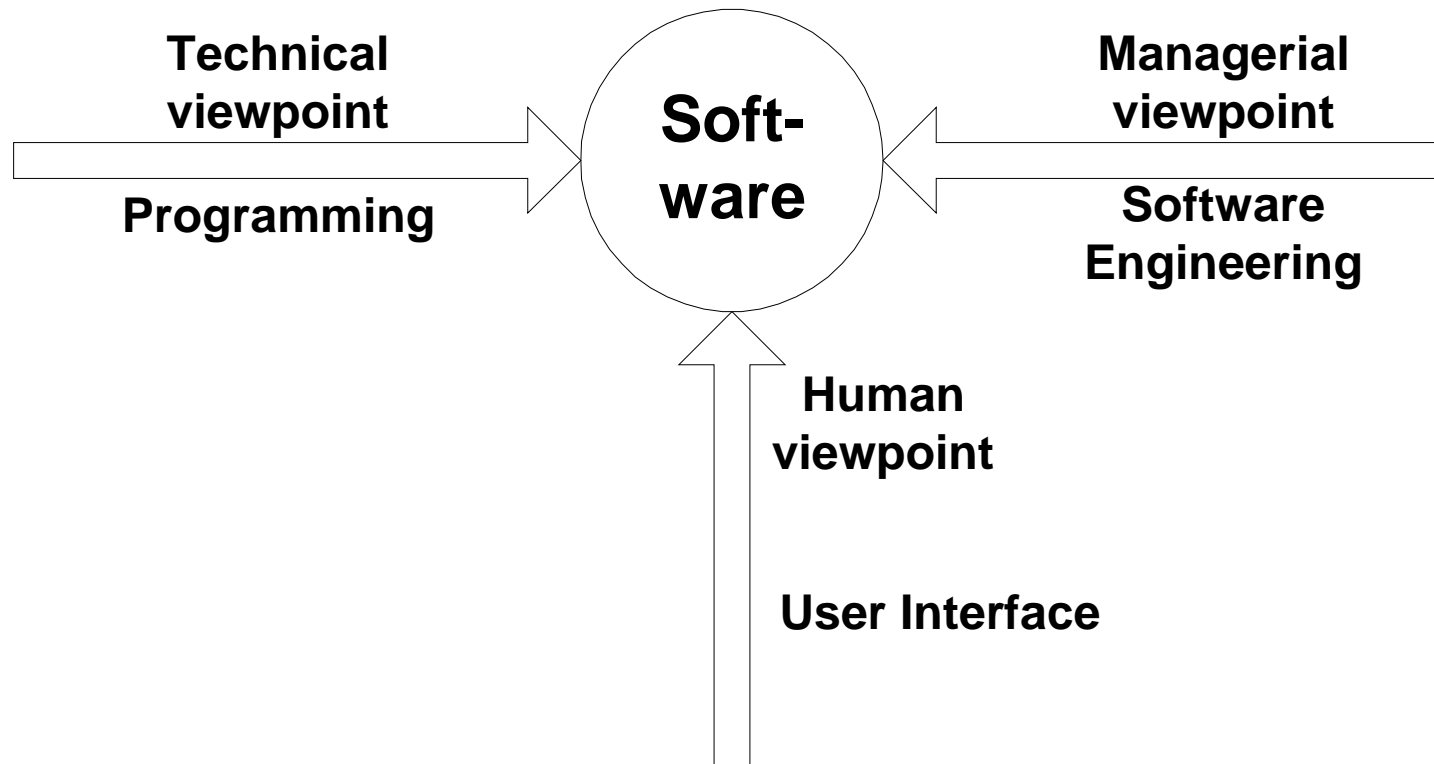 Technical
viewpoint
Programming
Soft-
ware
Managerial
viewpoint
Software
Engineering
Human
viewpoint
User Interface